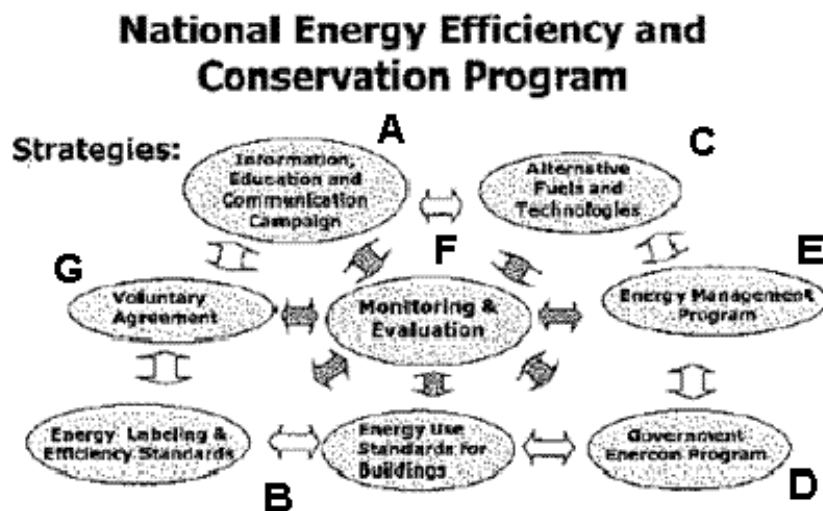 National Energy Efficiency and
Conservation Program
Strategies:
A
C
Information,
Education and
Communication
Campaign
Alternative
Fuels and
Technologies
G
F
E
Voluntary
Agreement
Monitoring &
Evaluation
Energy Management
Program
Energy Labeling &
Efficiency Standards
Energy Use
Standards for
Buildings
Government
Enercon Program
B
D